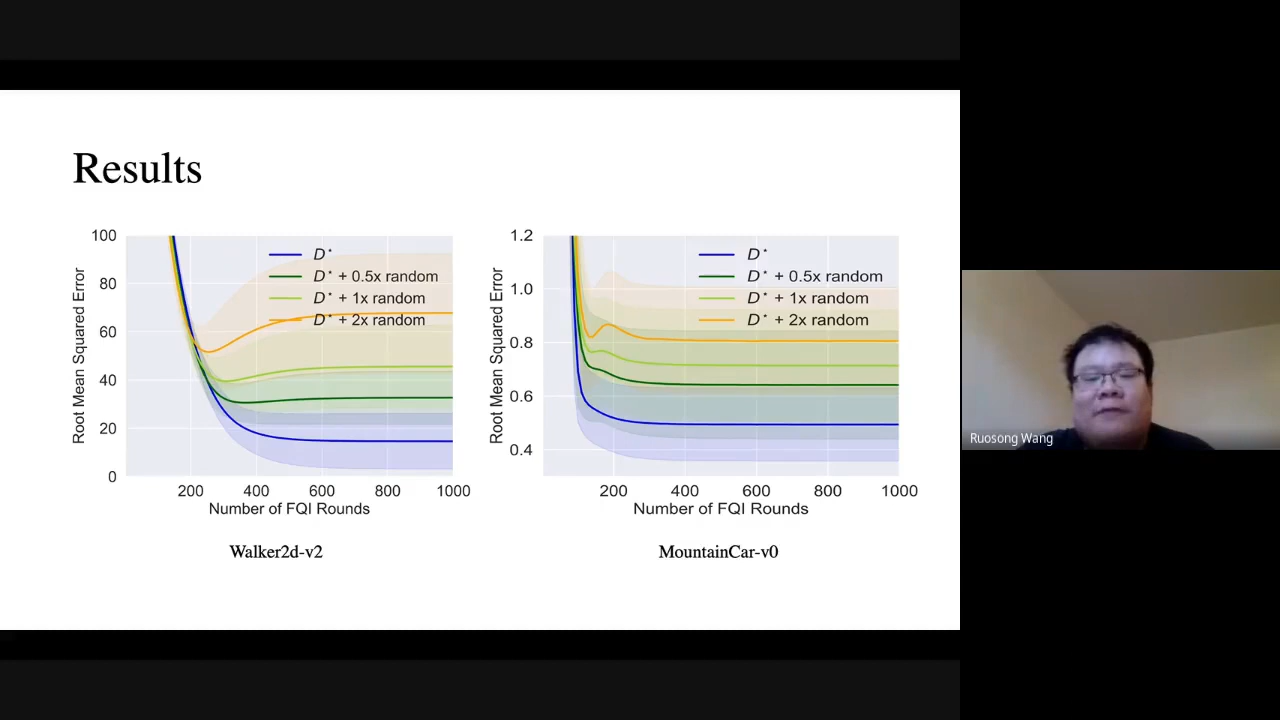 Results
Root Mean Squared Error
100
80
60
40
20
0
D*
D* + 0.5x random
D* + 1x random
D* + 2x random
200 400 600 800 1000
Number of FQI Rounds
Walker2d-v2
Root Mean Squared Error
1.2
1.0
0.8
0.6
0.4
D*
D* + 0.5x random
D* + 1x random
D* + 2x random
200 400 600 800 1000
Number of FQI Rounds
MountainCar-v0
Ruosong Wang